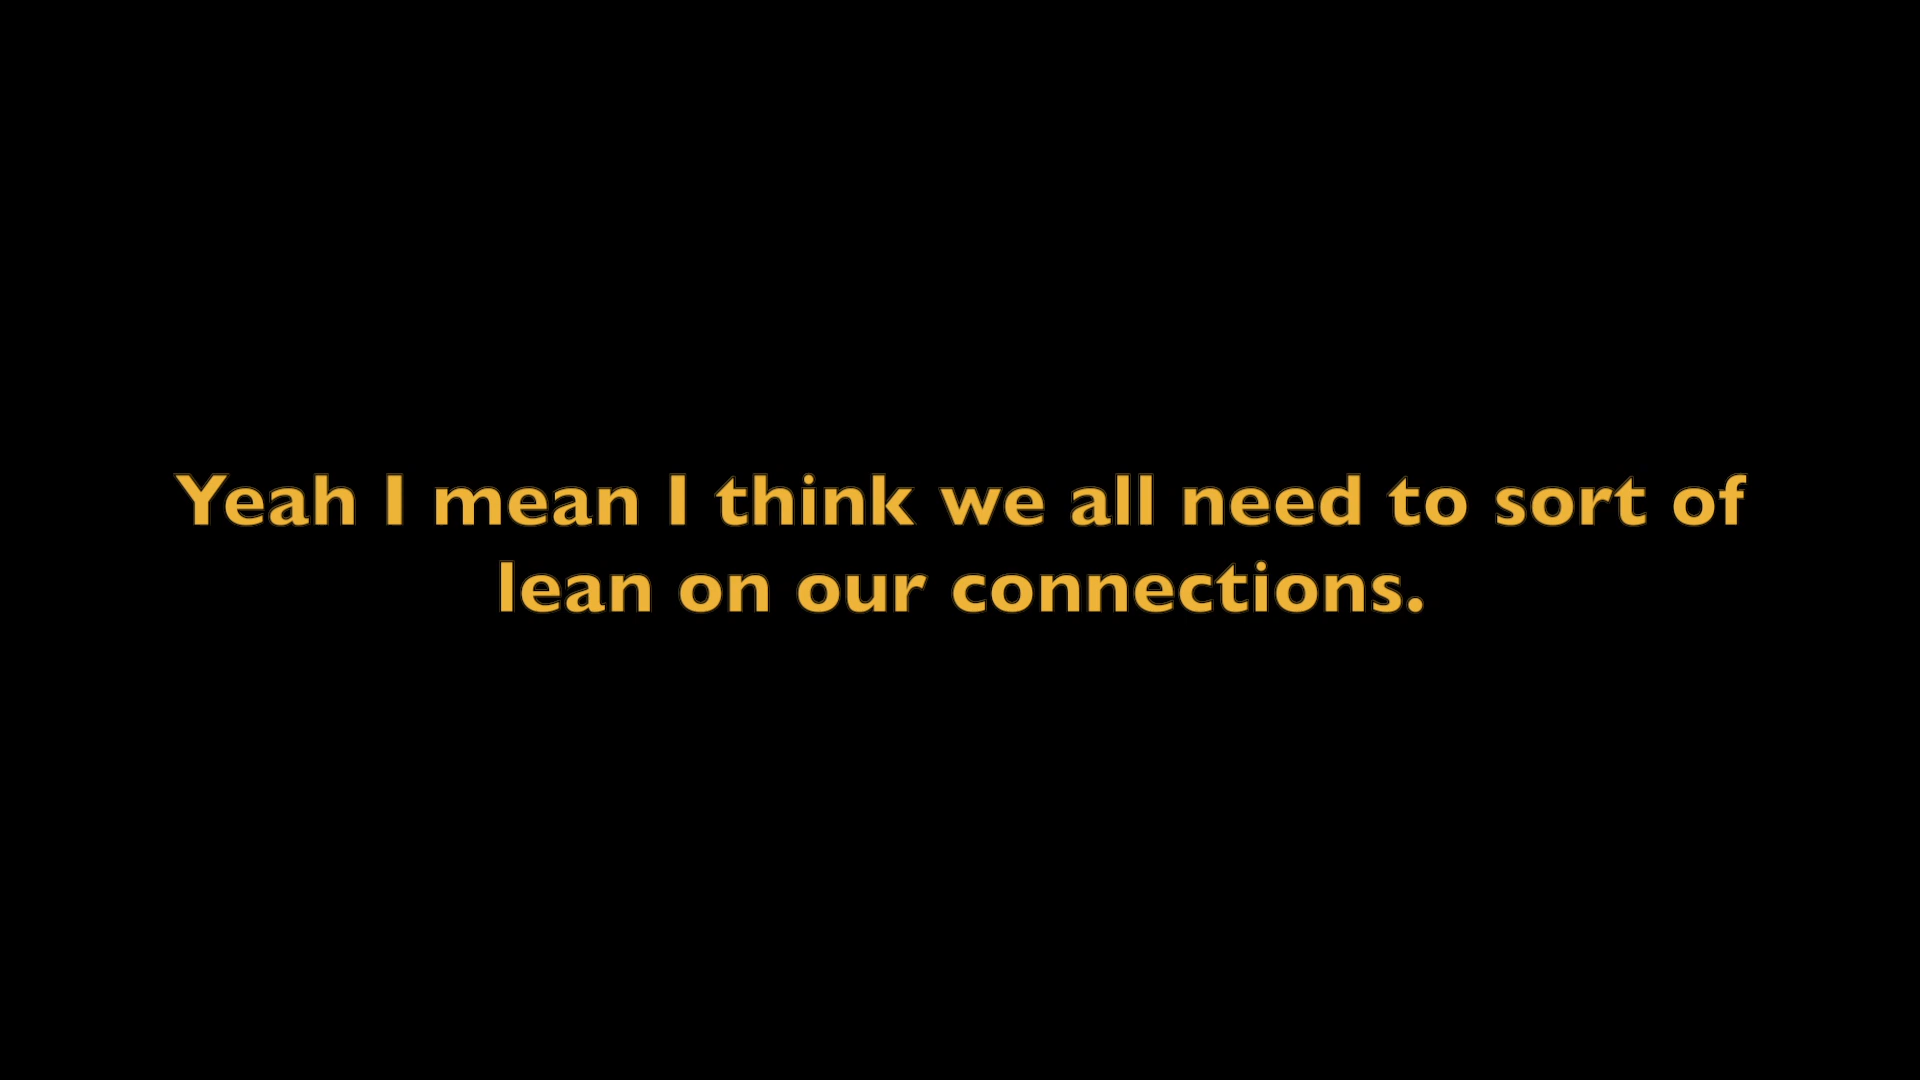 Yeah I mean I think we all need to sort of
lean on our connections.